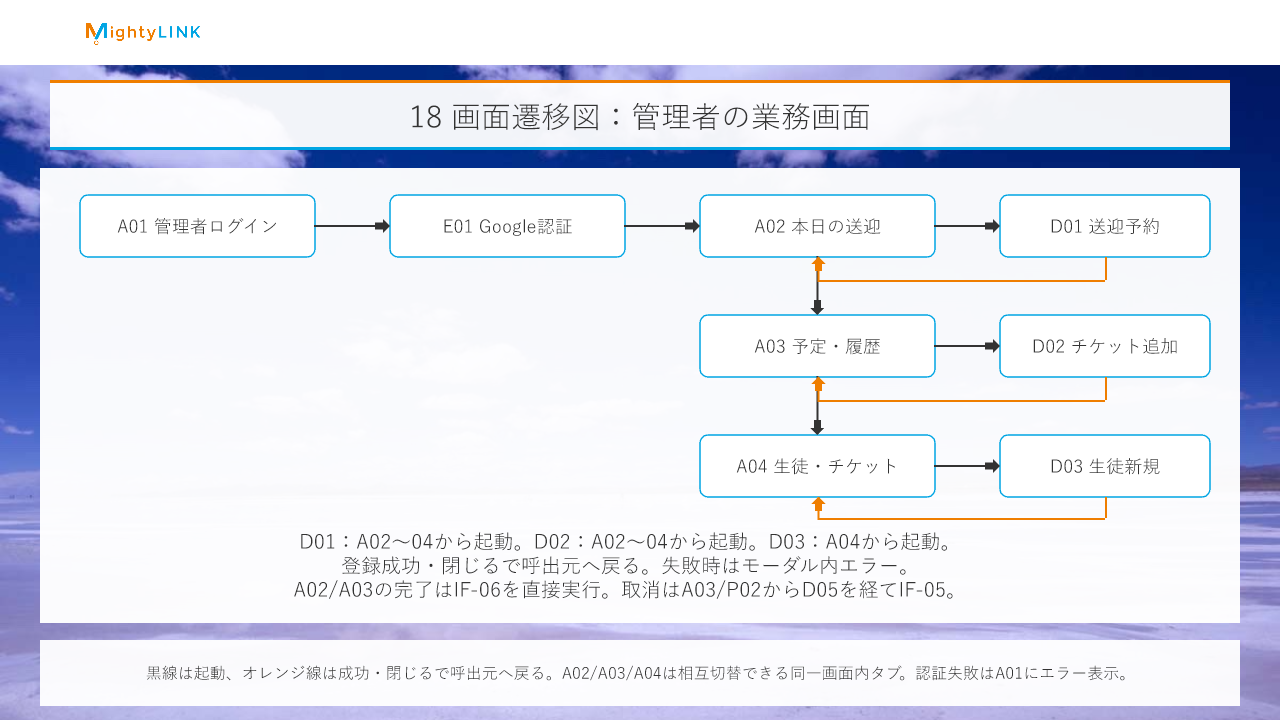 MightyLINK
18 画面遷移図：管理者の業務画面
A01 管理者ログイン
E01 Google認証
A02 本日の送迎
D01 送迎予約
A03 予定・履歴
D02 チケット追加
A04 生徒・チケット
D03 生徒新規
D01：A02～04から起動。D02：A02～04から起動。D03：A04から起動。
登録成功・閉じるで呼出元へ戻る。失敗時はモーダル内エラー。
A02/A03の完了はIF-06を直接実行。取消はA03/P02からD05を経てIF-05。
黒線は起動、オレンジ線は成功・閉じるで呼出元へ戻る。A02/A03/A04は相互切替できる同一画面内タブ。認証失敗はA01にエラー表示。